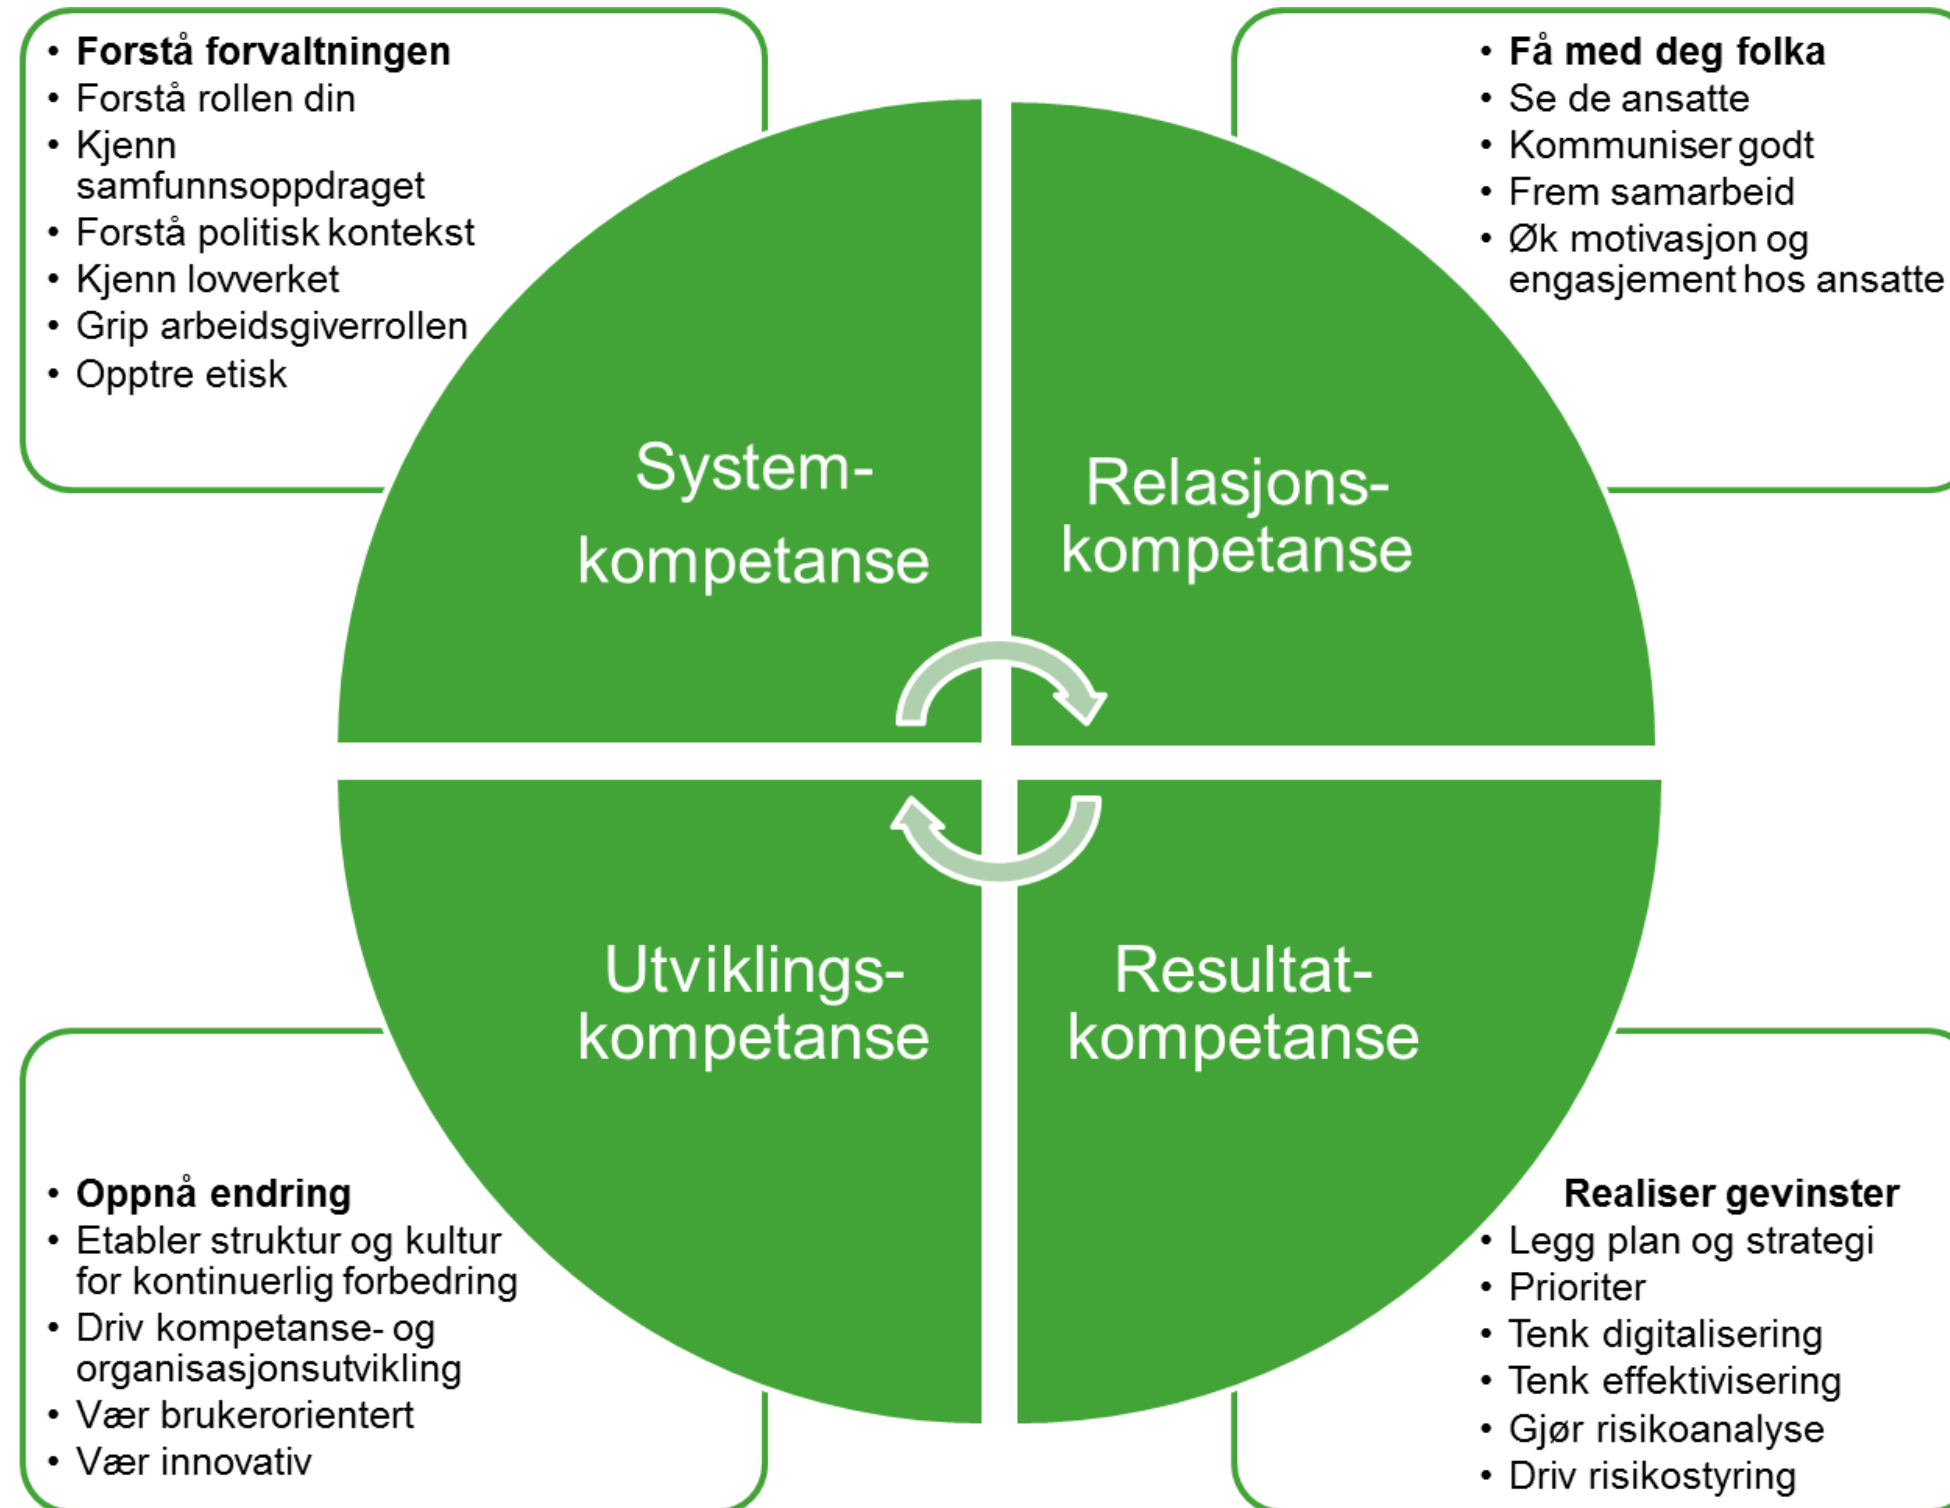 • Forstå forvaltningen
• Forstå rollen din
• Kjenn
samfunnsoppdraget
• Forstå politisk kontekst
• Kjenn lovverket
• Grip arbeidsgiverrollen
• Opptre etisk
• Få med deg folka
• Se de ansatte
• Kommuniser godt
• Frem samarbeid
• Øk motivasjon og
engasjement hos ansatte
System-
kompetanse
Relasjons-
kompetanse
Utviklings-
kompetanse
Resultat-
kompetanse
• Oppnå endring
• Etabler struktur og kultur
for kontinuerlig forbedring
• Driv kompetanse- og
organisasjonsutvikling
• Vær brukerorientert
• Vær innovativ
Realiser gevinster
• Legg plan og strategi
• Prioriter
• Tenk digitalisering
• Tenk effektivisering
• Gjør risikoanalyse
• Driv risikostyring